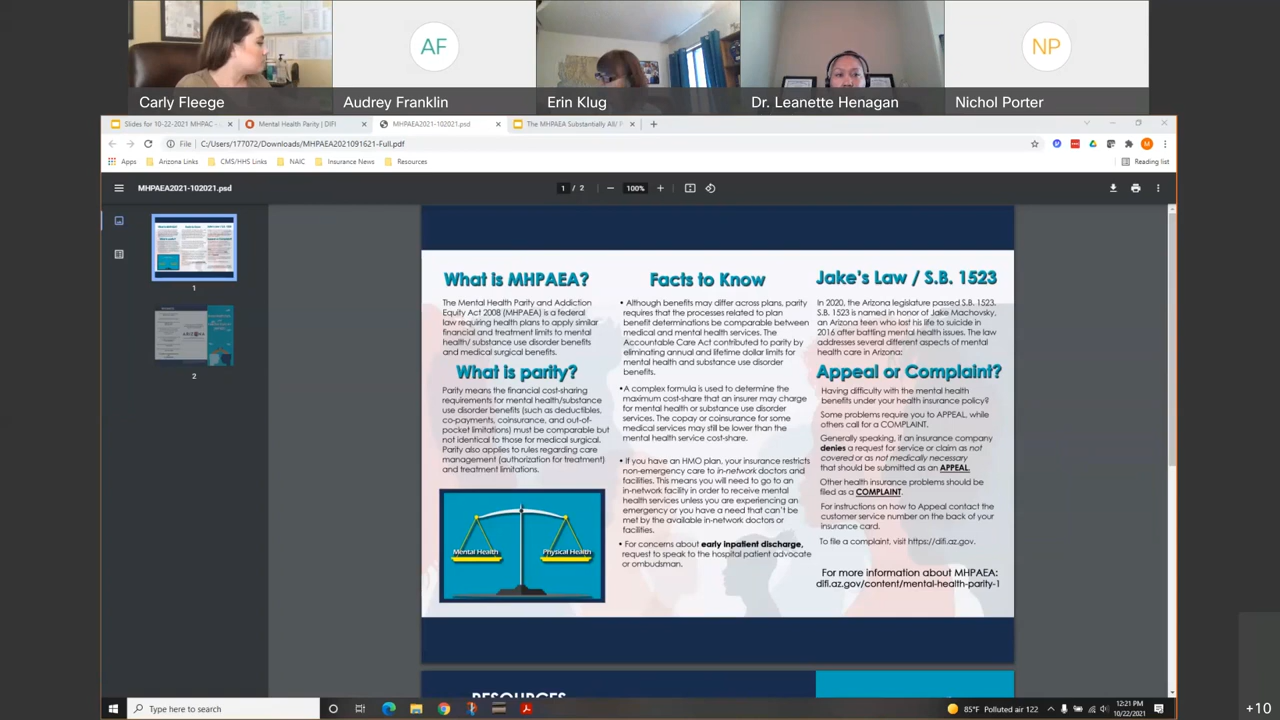 AF
NP
Carly Fleege
Audrey Franklin
Erin Klug
Dr. Leanette Henagan
Nichol Porter
Slides for 10-22-2021 MHPAC -
Mental Health Parity | DIFI
MHPAEA2021-102021.psd
The MHPAEA Substantially All/ P
File
C:/Users/177072/Downloads/MHPAEA2021091621-Full.pdf
M
Apps
Arizona Links
CMS/HHS Links
NAIC
Insurance News
Resources
Reading list
MHPAEA2021-102021.psd
1 / 2
100%
1
2
What is MHPAEA?
The Mental Health Parity and Addiction
Equity Act 2008 (MHPAEA) is a federal
law requiring health plans to apply similar
financial and treatment limits to mental
health/ substance use disorder benefits
and medical surgical benefits.
What is parity?
Parity means the financial cost-sharing
requirements for mental health/substance
use disorder benefits (such as deductibles,
co-payments, coinsurance, and out-of-
pocket limitations) must be comparable but
not identical to those for medical surgical.
Parity also applies to rules regarding care
management (authorization for treatment)
and treatment limitations.
Mental Health
Physical Health
Facts to Know
• Although benefits may differ across plans, parity
requires that the processes related to plan
benefit determinations be comparable between
medical and mental health services. The
Accountable Care Act contributed to parity by
eliminating annual and lifetime dollar limits for
mental health and substance use disorder
benefits.
•A complex formula is used to determine the
maximum cost-share that an insurer may charge
for mental health or substance use disorder
services. The copay or coinsurance for some
medical services may still be lower than the
mental health service cost-share.
• If you have an HMO plan, your insurance restricts
non-emergency care to in-network doctors and
facilities. This means you will need to go to an
in-network facility in order to receive mental
health services unless you are experiencing an
emergency or you have a need that can't be
met by the available in-network doctors or
facilities.
• For concerns about early inpatient discharge,
request to speak to the hospital patient advocate
or ombudsman.
Jake's Law / S.B. 1523
In 2020, the Arizona legislature passed S.B. 1523.
S.B. 1523 is named in honor of Jake Machovsky,
an Arizona teen who lost his life to suicide in
2016 after battling mental health issues. The law
addresses several different aspects of mental
health care in Arizona:
Appeal or Complaint?
Having difficulty with the mental health
benefits under your health insurance policy?
Some problems require you to APPEAL, while
others call for a COMPLAINT.
Generally speaking, if an insurance company
denies a request for service or claim as not
covered or as not medically necessary
that should be submitted as an APPEAL.
Other health insurance problems should be
filed as a COMPLAINT.
For instructions on how to Appeal contact the
customer service number on the back of your
insurance card.
To file a complaint, visit https://difi.az.gov.
For more information about MHPAEA:
difi.az.gov/content/mental-health-parity-1
RESOURCES
Type here to search
85°F Polluted air 122
12:21 PM
10/22/2021
+10